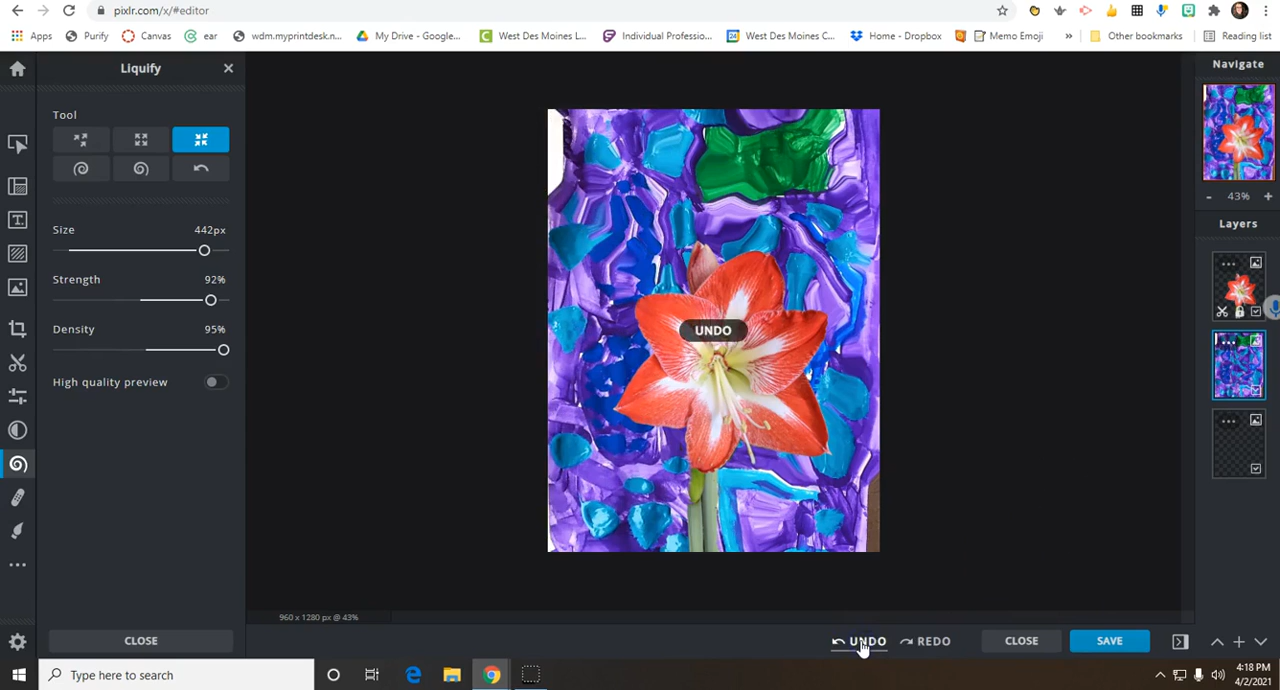 pixlr.com/x/#editor
Apps Purify Canvas ear wdm.myprintdesk.n... My Drive - Google... West Des Moines L... Individual Professio... West Des Moines C... Home - Dropbox Memo Emoji » Other bookmarks Reading list
Liquify
Navigate
Tool
43%
Layers
Size 442px
Strength 92%
Density 95%
UNDO
High quality preview
960 x 1280 px @ 43%
CLOSE
UNDO REDO CLOSE SAVE
Type here to search
4:18 PM
4/2/2021